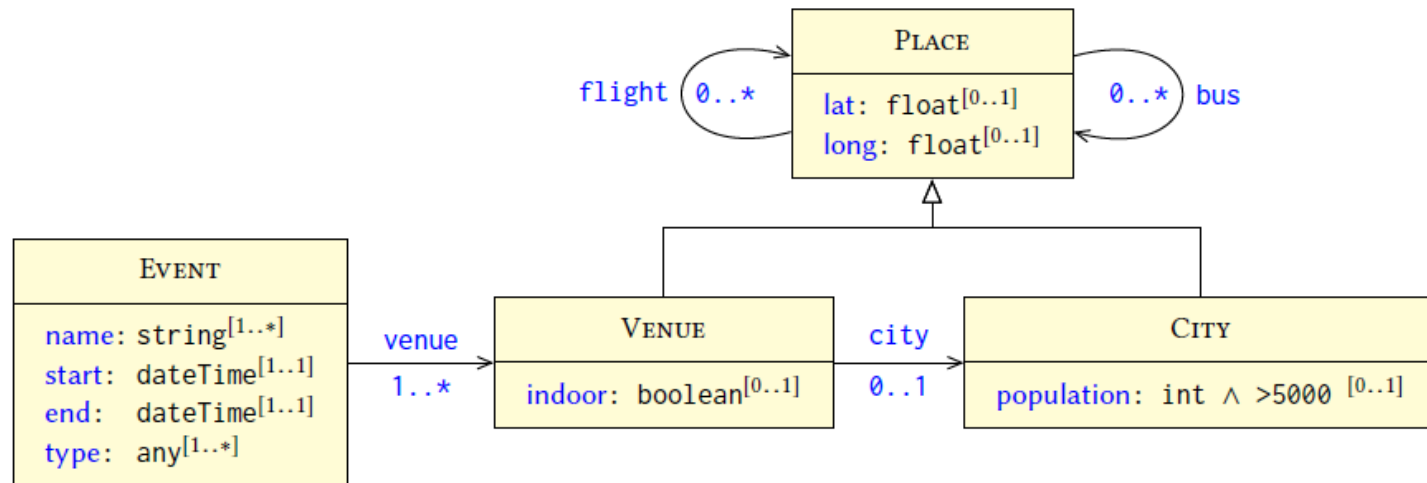 PLACE
flight 0..*
lat: float[0..1]
long: float[0..1]
0..* bus
EVENT
name: string[1..*]
start: dateTime[1..1]
end: dateTime[1..1]
type: any[1..*]
venue
1..*
VENUE
indoor: boolean[0..1]
city
0..1
CITY
population: int ∧ >5000 [0..1]